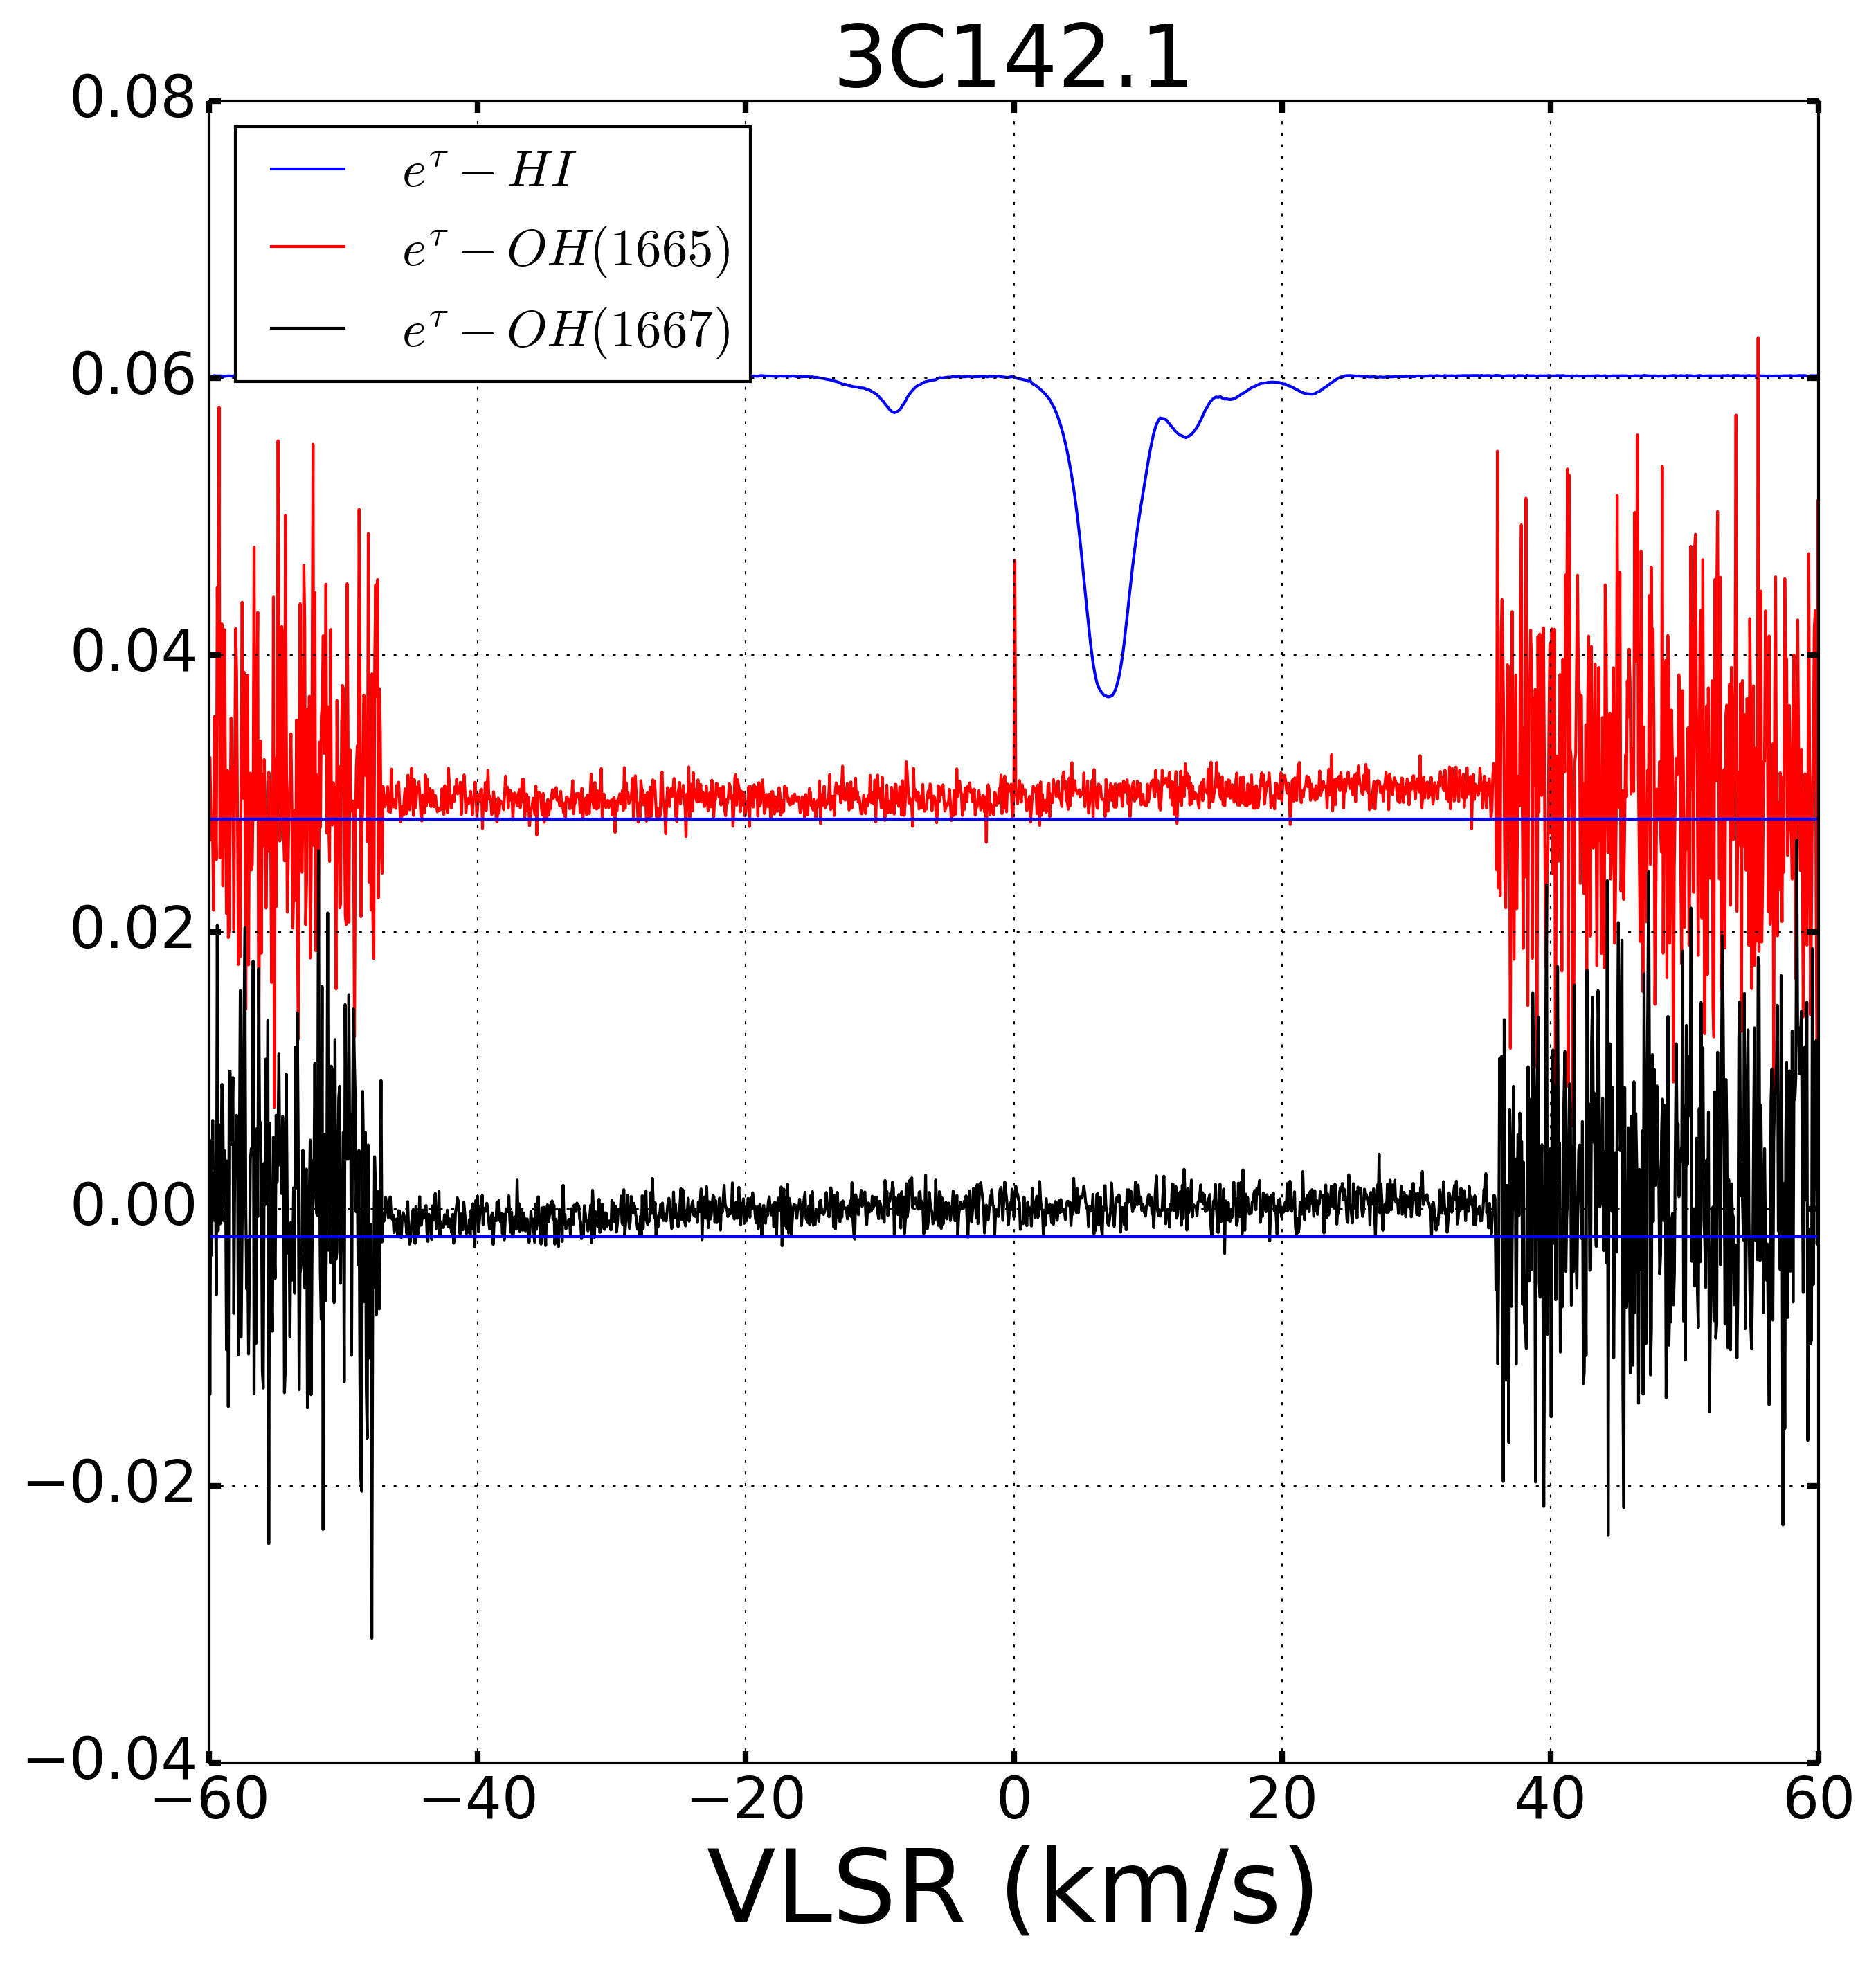 3C142.1
0.08
0.06
0.04
0.02
0.00
−0.02
−0.04
e^τ − HI
e^τ − OH(1665)
e^τ − OH(1667)
−60 −40 −20 0 20 40 60
VLSR (km/s)